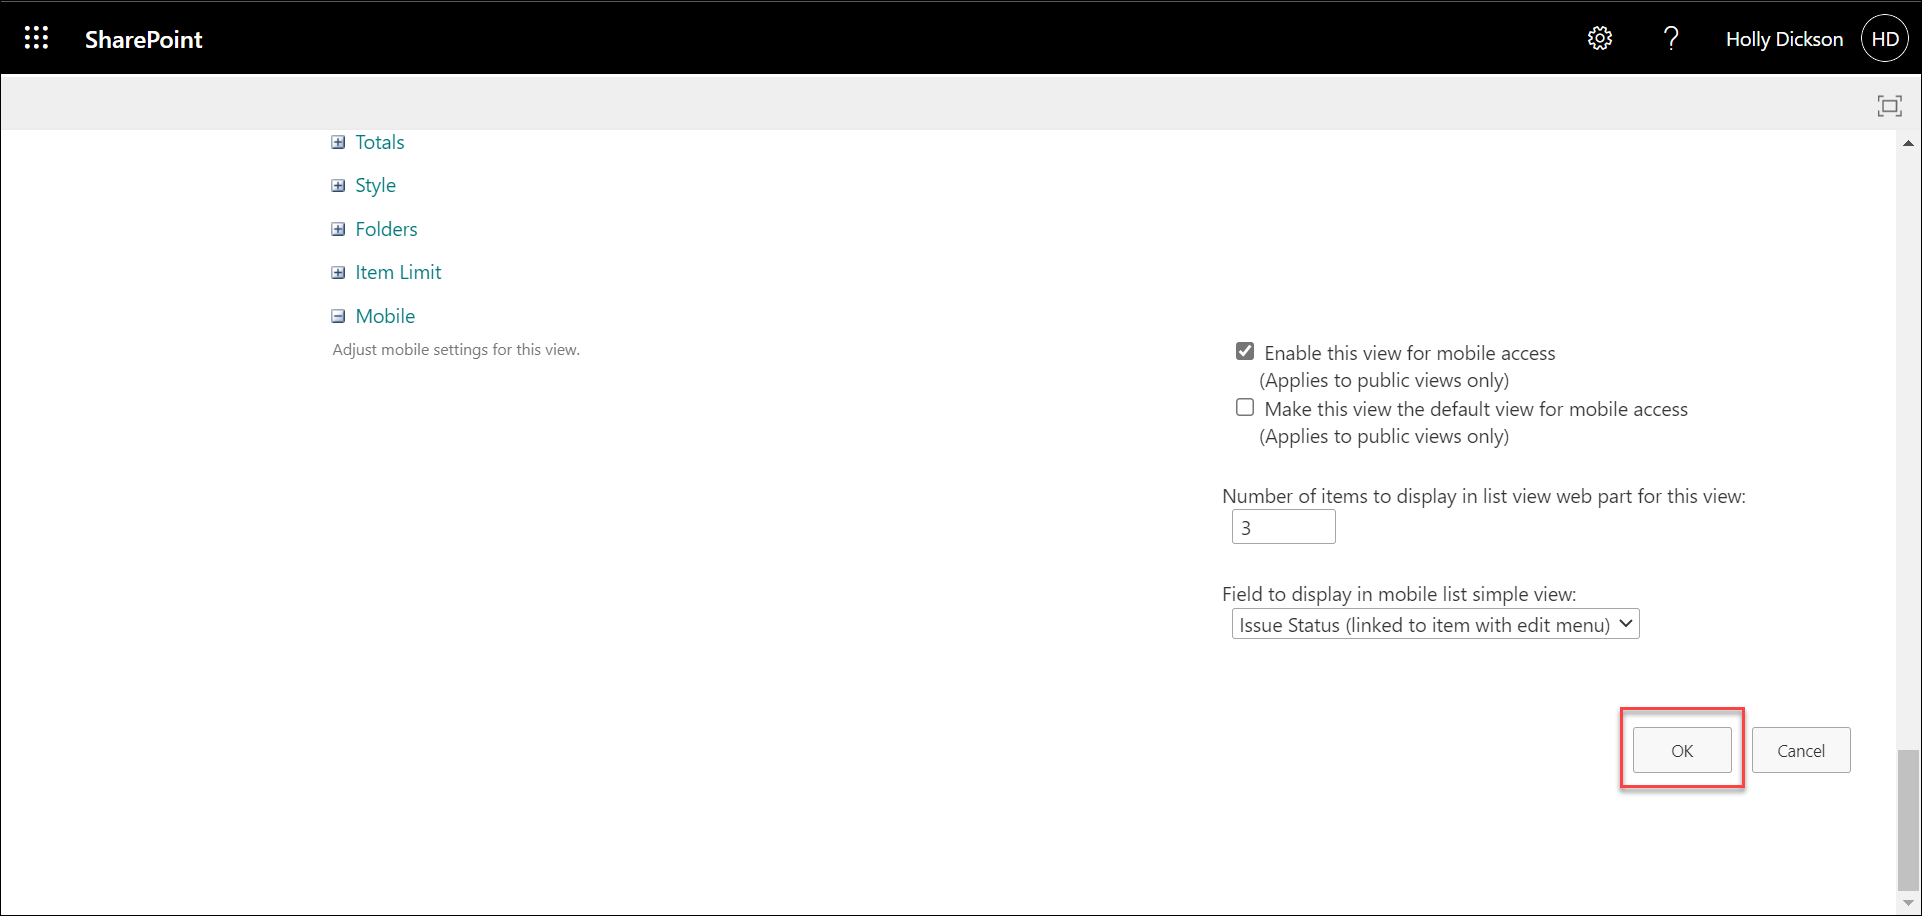 SharePoint
Holly Dickson
HD
Totals
Style
Folders
Item Limit
Mobile
Adjust mobile settings for this view.
Enable this view for mobile access
(Applies to public views only)
Make this view the default view for mobile access
(Applies to public views only)
Number of items to display in list view web part for this view:
3
Field to display in mobile list simple view:
Issue Status (linked to item with edit menu)
OK
Cancel